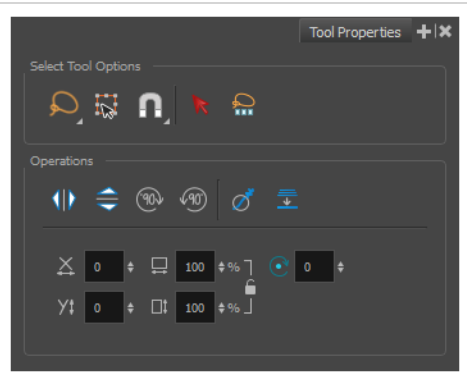 Tool Properties
Select Tool Options
Operations
90 90
X 0 100 % 0
Y 0 100 %